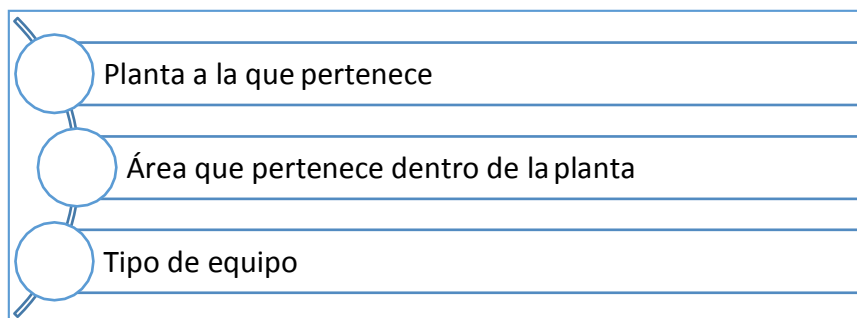 Planta a la que pertenece
Área que pertenece dentro de la planta
Tipo de equipo